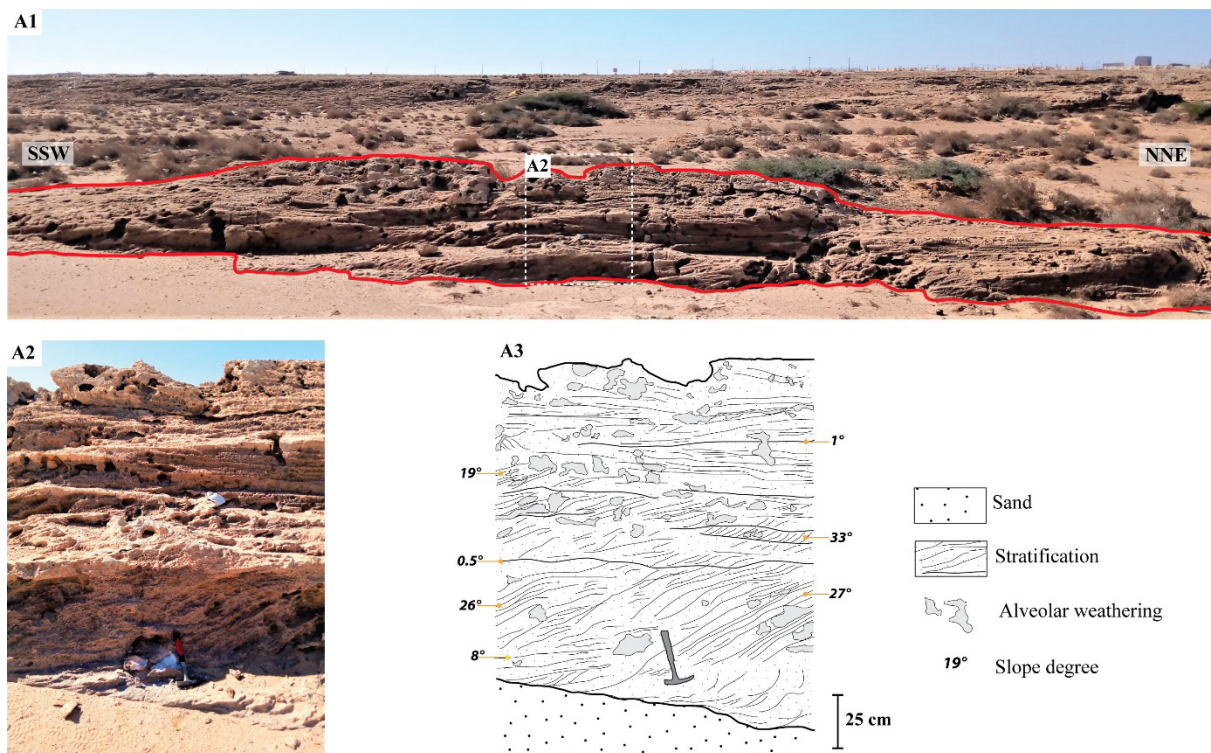 A1
SSW
A2
NNE
A2
A3
1°
19°
33°
0.5°
26°
27°
8°
25 cm
Sand
Stratification
Alveolar weathering
19° Slope degree